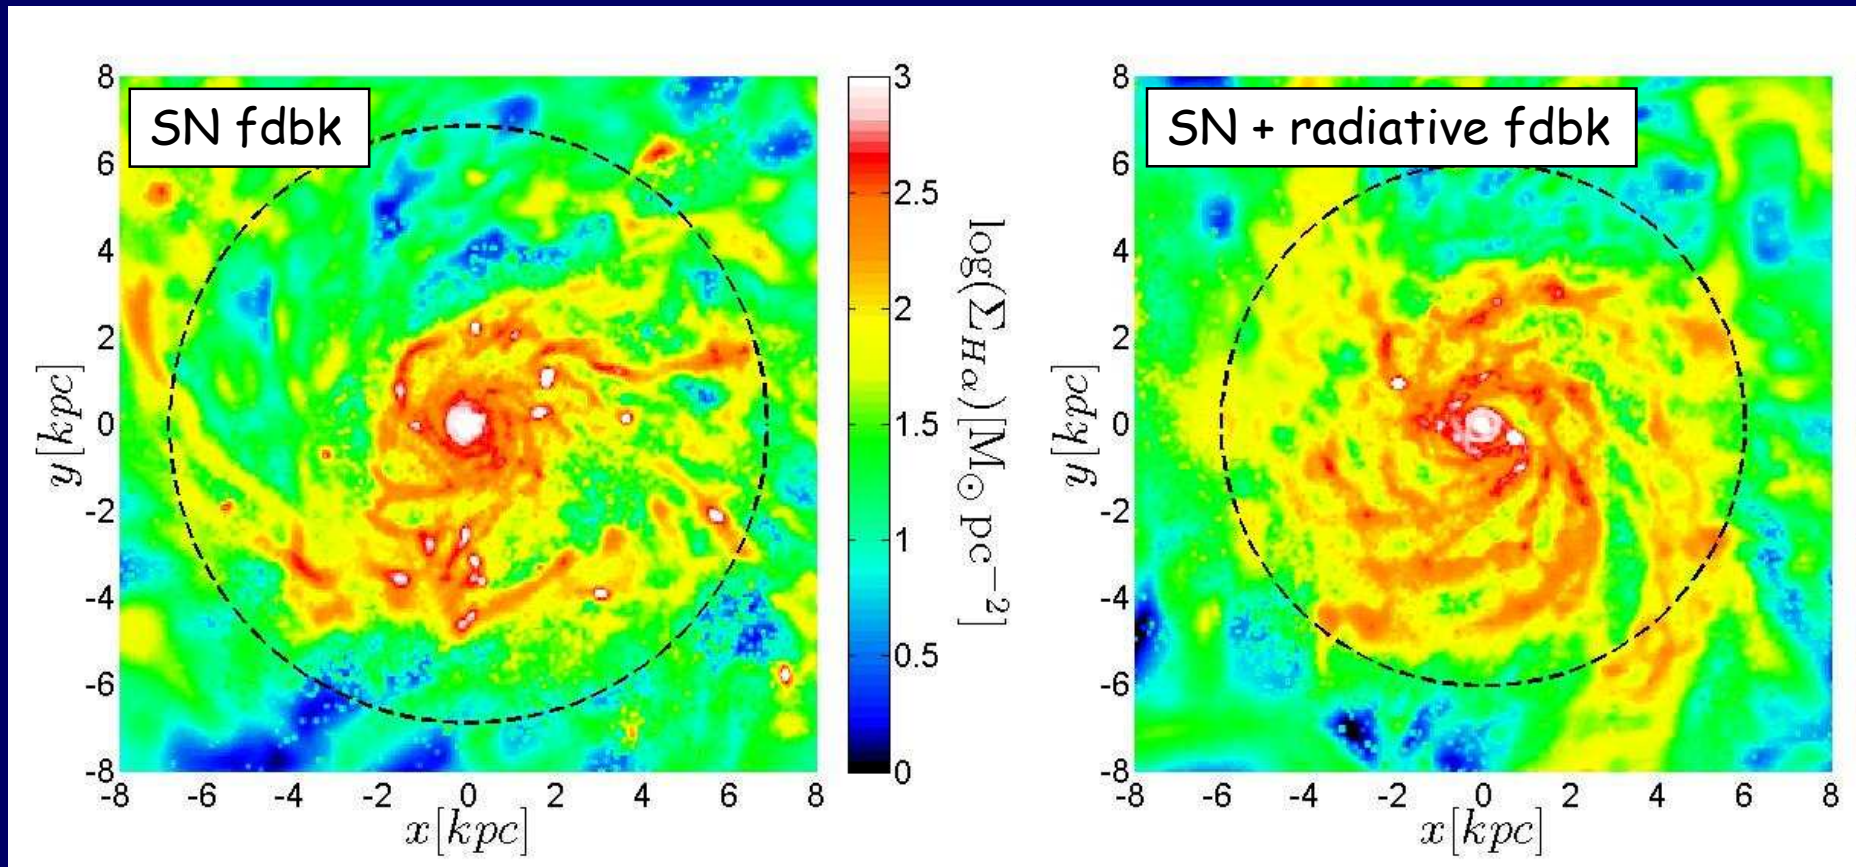 SN fdbk
8
6
4
2
0
-2
-4
-6
-8
y[kpc]
-8 -6 -4 -2 0 2 4 6 8
x[kpc]
3
2.5
2
1.5
1
0.5
0
log(Σ_{Hα})[M_⊙ pc^{-2}]
SN + radiative fdbk
8
6
4
2
0
-2
-4
-6
-8
y[kpc]
-8 -6 -4 -2 0 2 4 6 8
x[kpc]